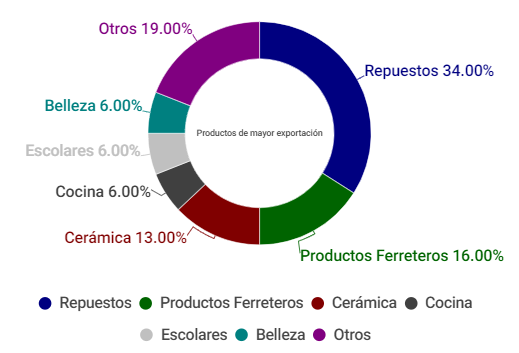 Otros 19.00%
Repuestos 34.00%
Belleza 6.00%
Productos de mayor exportación
Escolares 6.00%
Cocina 6.00%
Cerámica 13.00%
Productos Ferreteros 16.00%
Repuestos Productos Ferreteros Cerámica Cocina
Escolares Belleza Otros